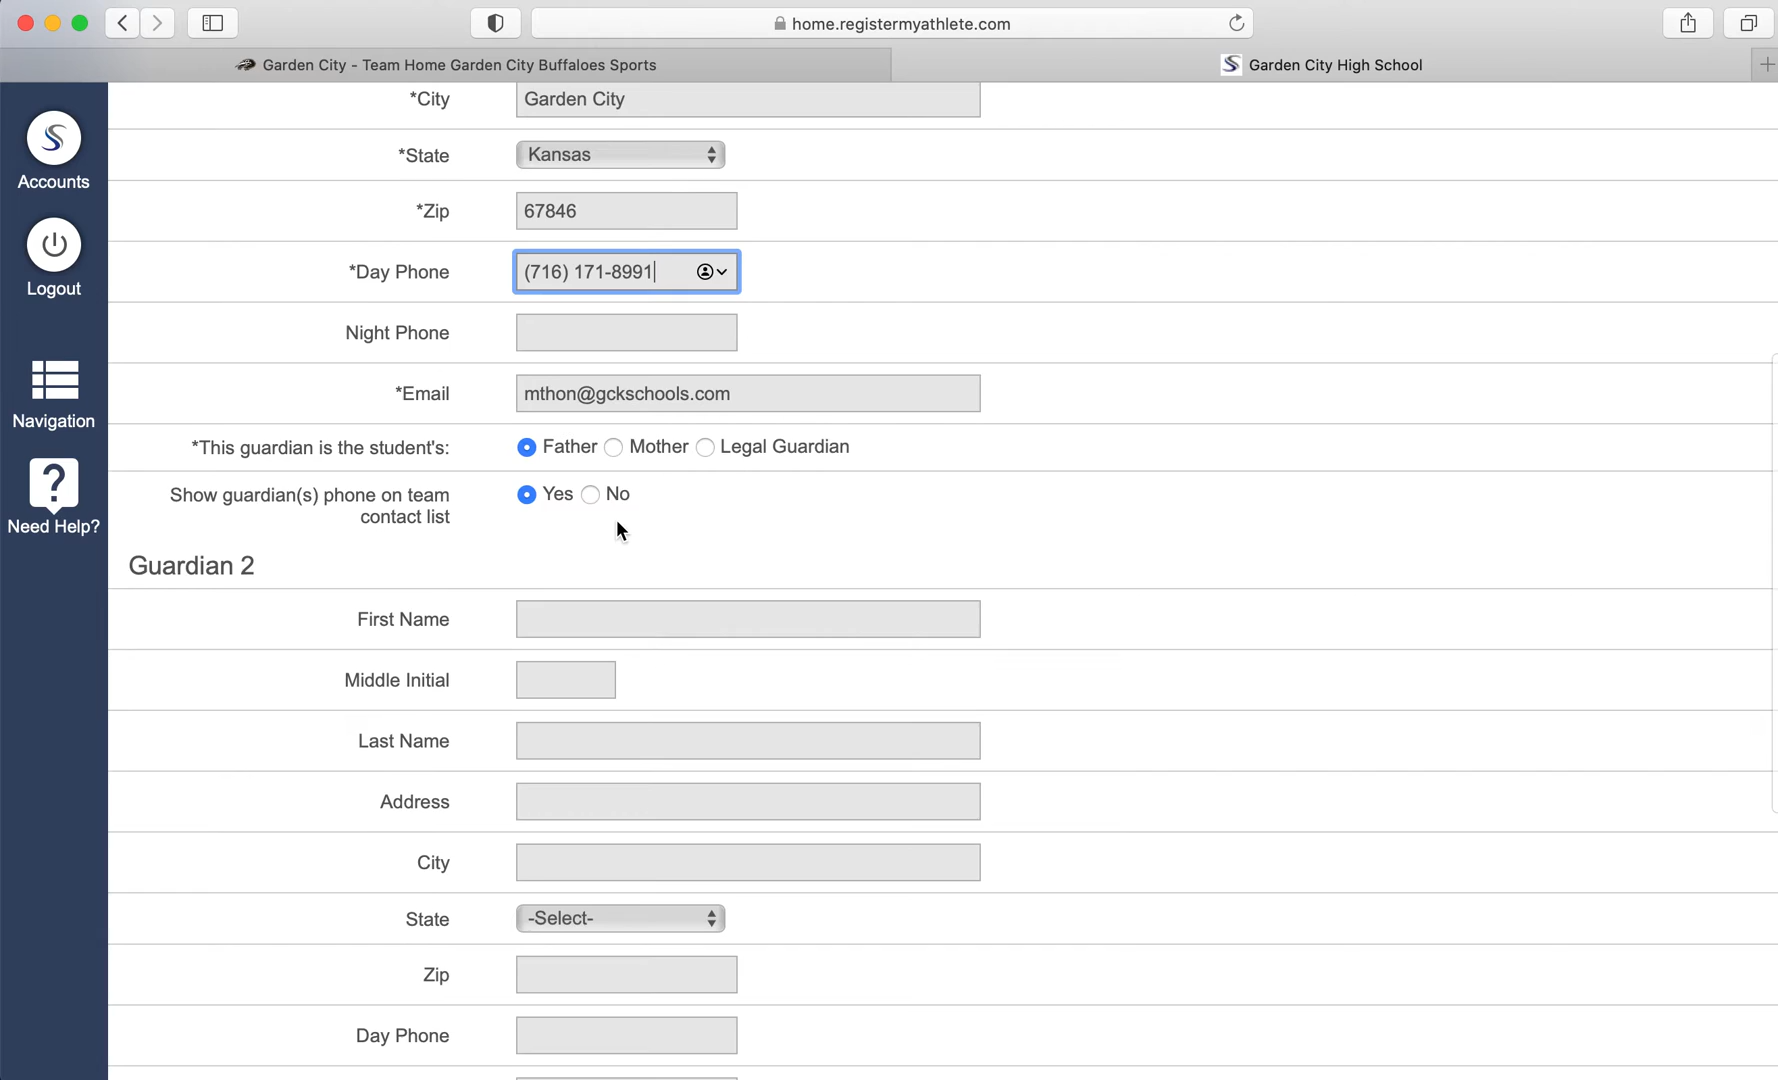 home.registermyathlete.com
Garden City - Team Home Garden City Buffaloes Sports
Garden City High School
Accounts
Logout
Navigation
Need Help?
*City Garden City
*State Kansas
*Zip 67846
*Day Phone (716) 171-8991
Night Phone
*Email mthon@gckschools.com
*This guardian is the student's: Father Mother Legal Guardian
Show guardian(s) phone on team Yes No
contact list
Guardian 2
First Name
Middle Initial
Last Name
Address
City
State -Select-
Zip
Day Phone